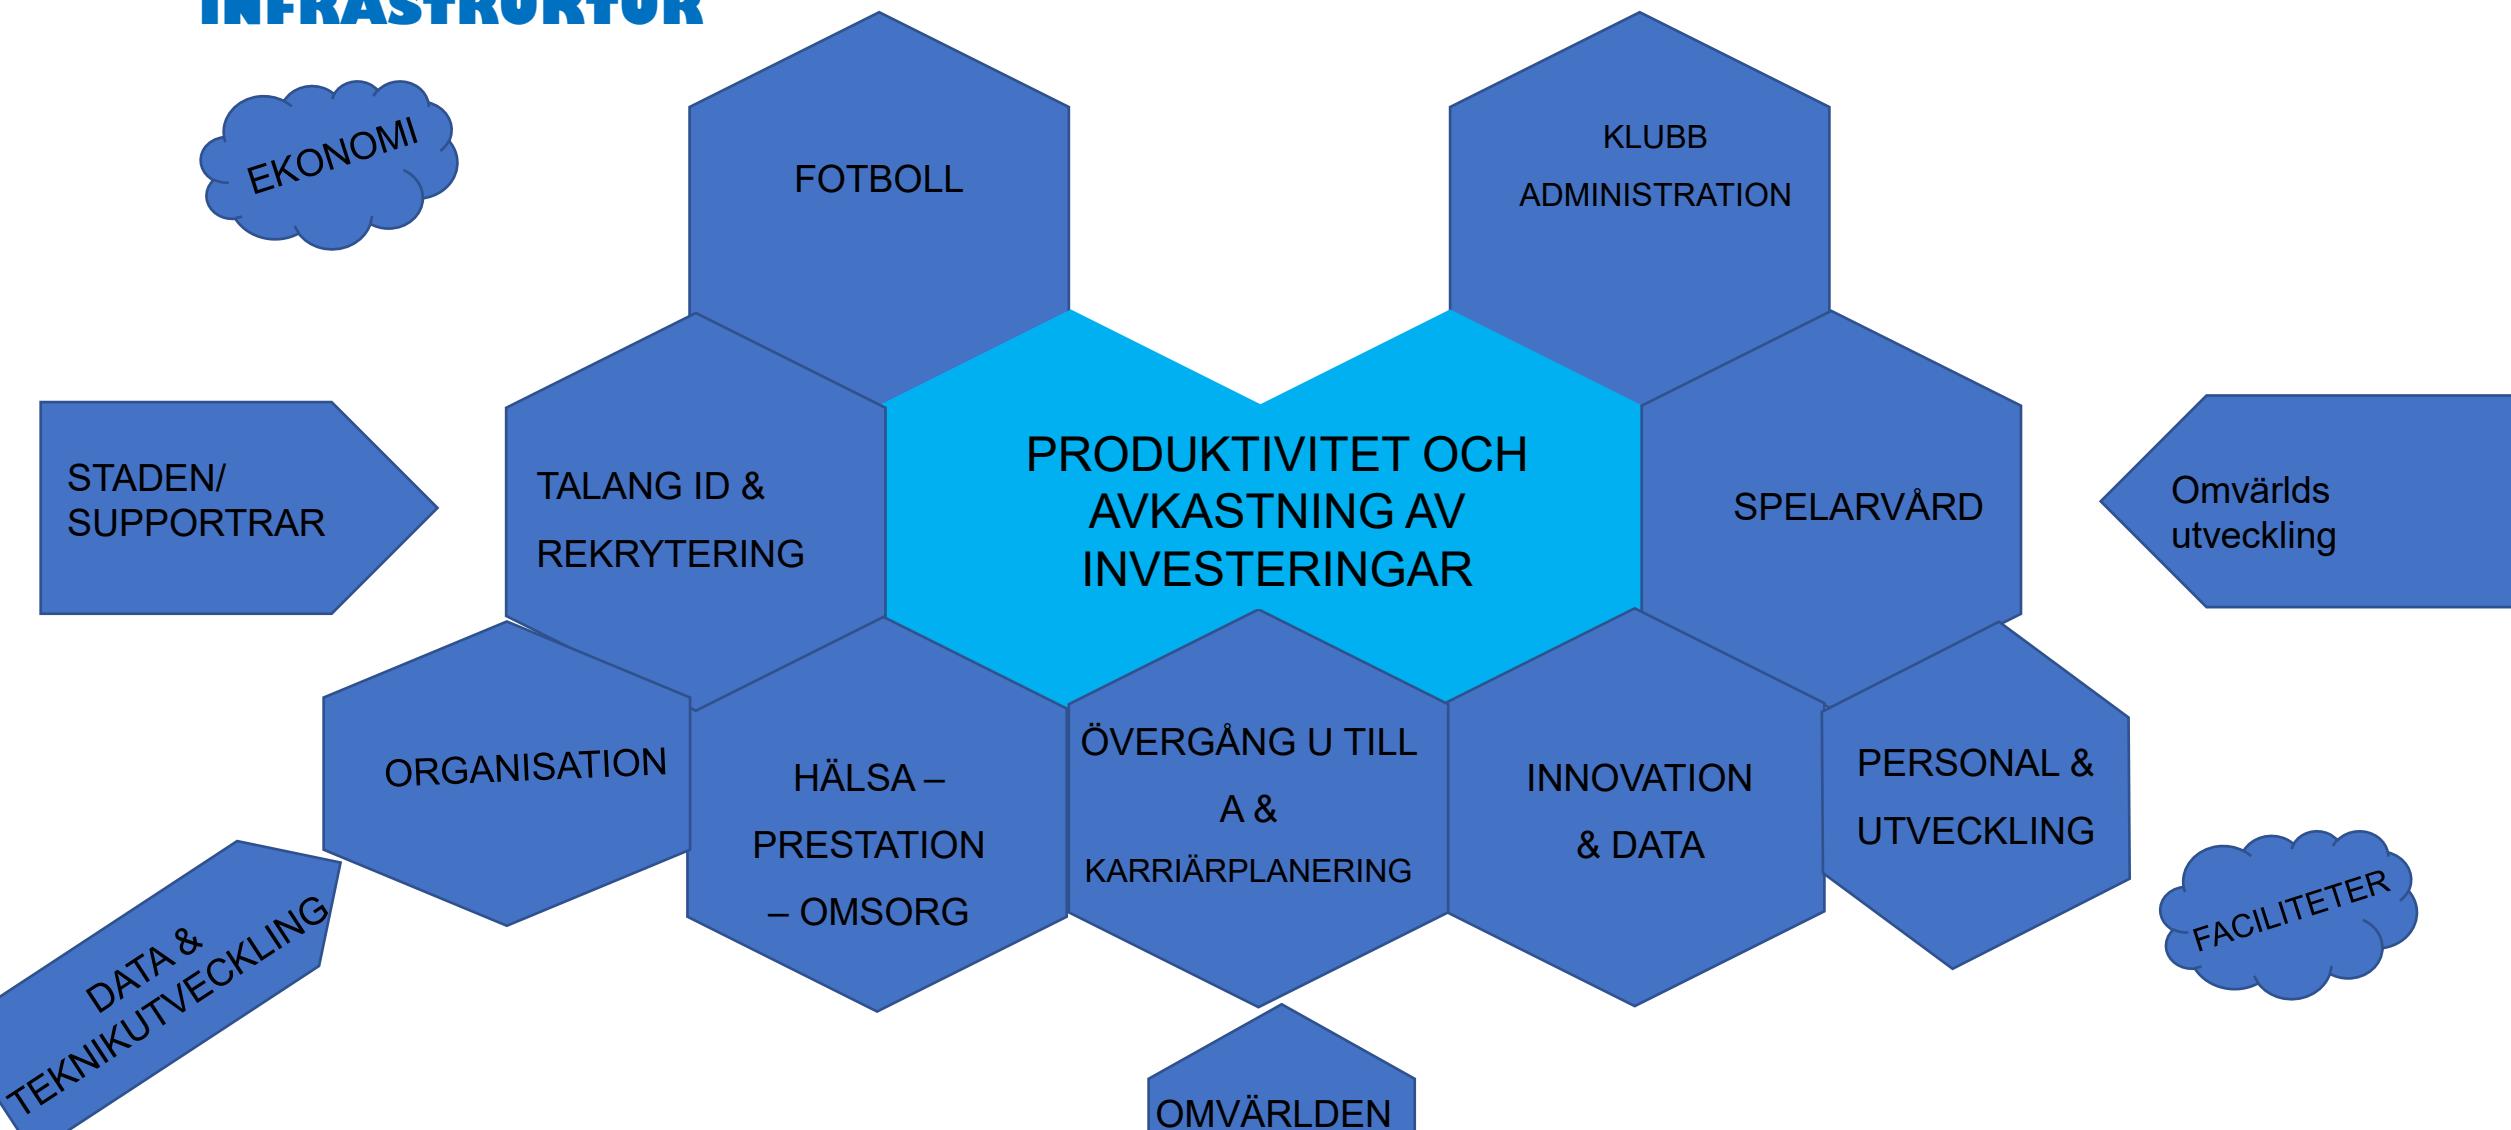 INFRASTRUKTUR
EKONOMI
FOTBOLL
KLUBB
ADMINISTRATION
STADEN/
SUPPORTRAR
TALANG ID &
REKRYTERING
PRODUKTIVITET OCH
AVKASTNING AV
INVESTERINGAR
SPELARVÅRD
Omvärlds
utveckling
ORGANISATION
HÄLSA –
PRESTATION
– OMSORG
ÖVERGÅNG U TILL
A &
KARRIÄRPLANERING
INNOVATION
& DATA
PERSONAL &
UTVECKLING
FACILITETER
DATA &
TEKNIKUTVECKLING
OMVÄRLDEN